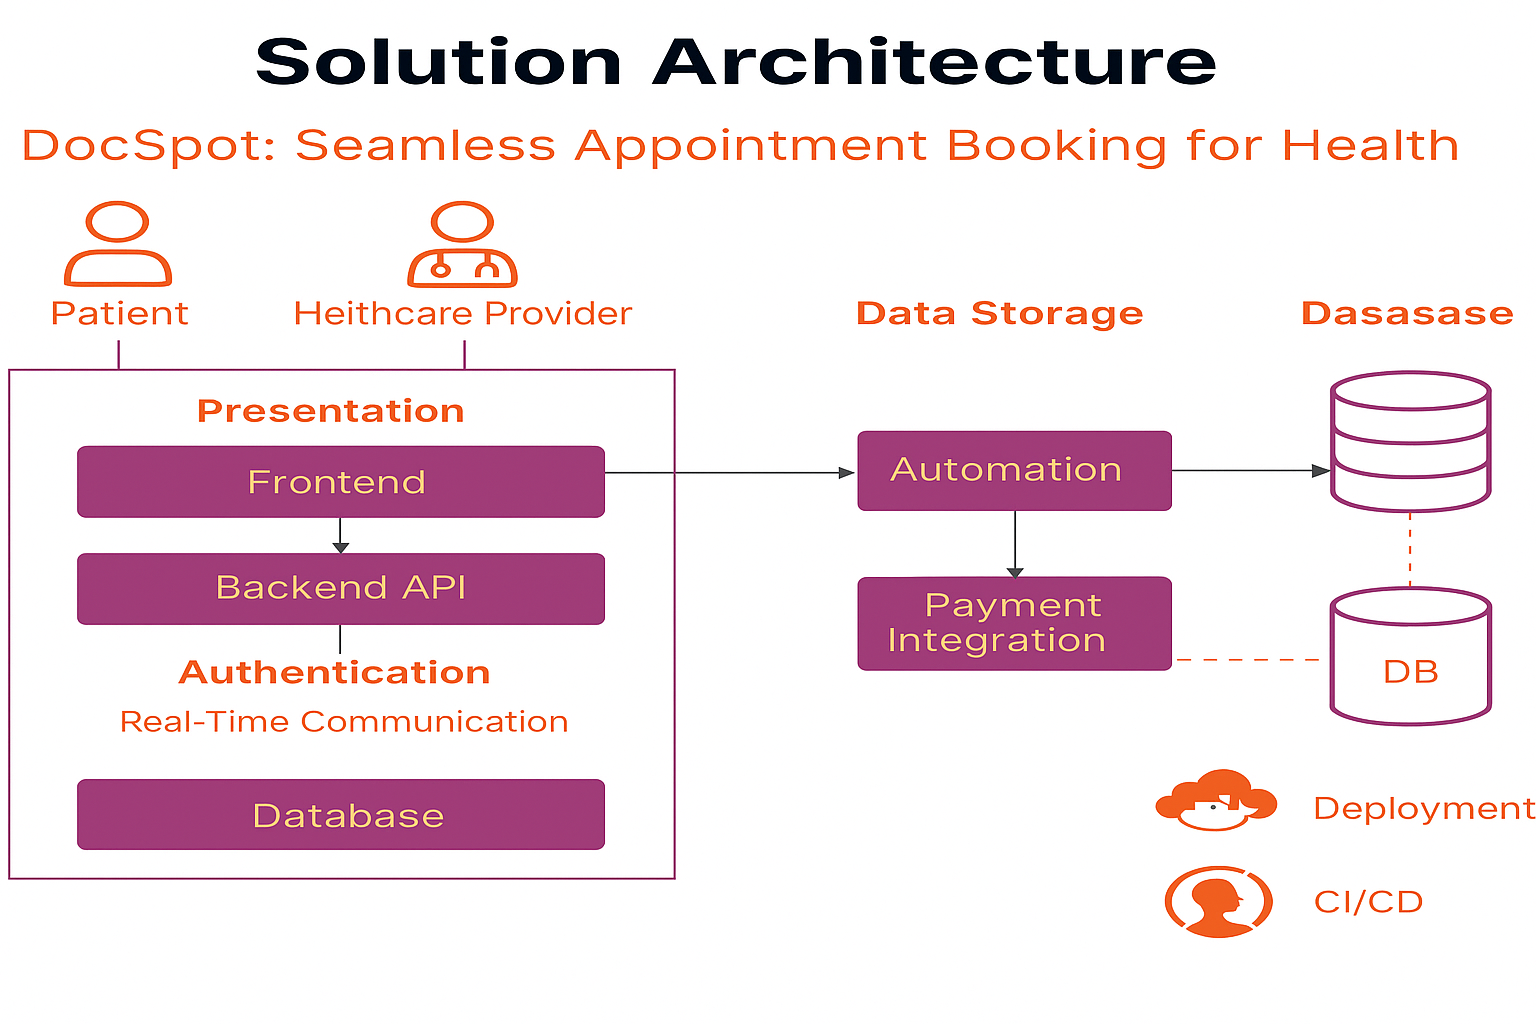 Solution Architecture
DocSpot: Seamless Appointment Booking for Health
Patient
Heithcare Provider
Data Storage
Dasasase
Presentation
Frontend
Backend API
Authentication
Real-Time Communication
Database
Automation
Payment
Integration
DB
Deployment
CI/CD